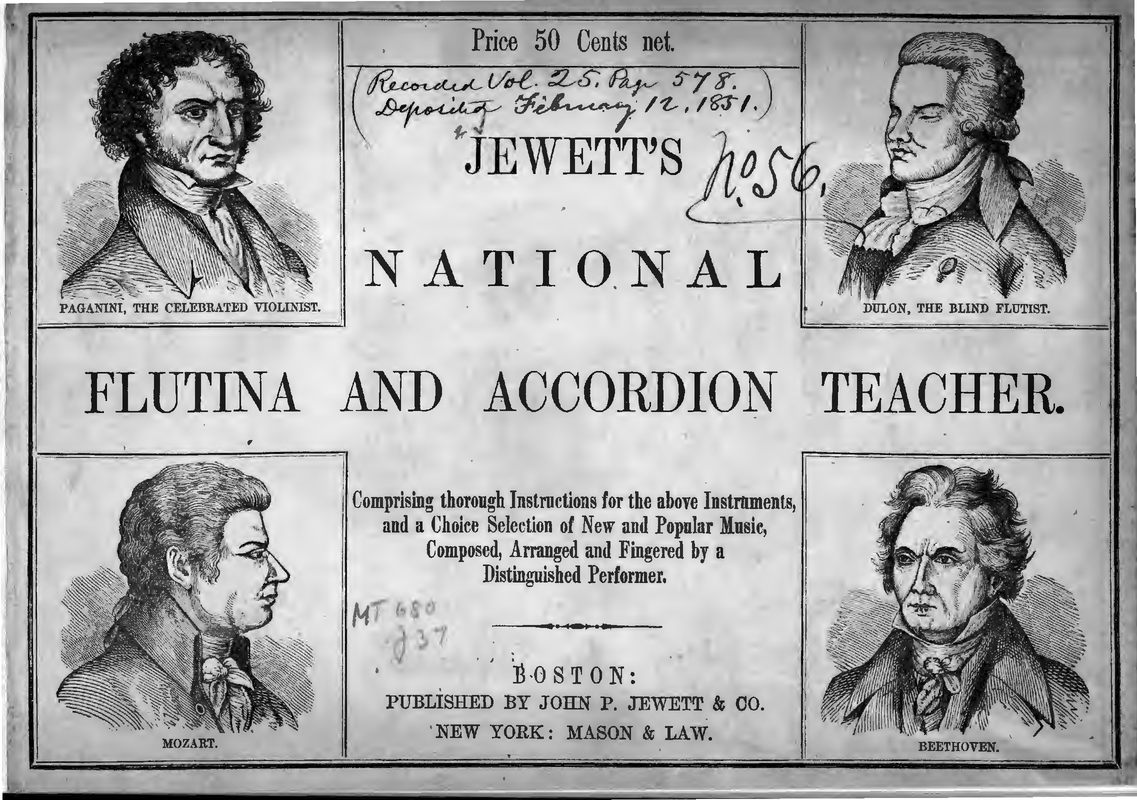 Price 50 Cents net.
(Recorded Vol. 25. Page 578.
Deposited February 12, 1851.)
JEWETT'S
No. 56.
NATIONAL
PAGANINI, THE CELEBRATED VIOLINIST.
DULON, THE BLIND FLUTIST.
FLUTINA AND ACCORDION TEACHER.
Comprising thorough Instructions for the above Instruments,
and a Choice Selection of New and Popular Music,
Composed, Arranged and Fingered by a
Distinguished Performer.
MT 680
J37
BOSTON:
PUBLISHED BY JOHN P. JEWETT & CO.
NEW YORK: MASON & LAW.
MOZART.
BEETHOVEN.